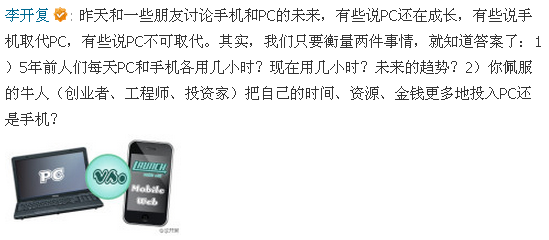 李开复：昨天和一些朋友讨论手机和PC的未来，有些说PC还在成长，有些说手
机取代PC，有些说PC不可取代。其实，我们只要衡量两件事情，就知道答案了：1
）5年前人们每天PC和手机各用几小时？现在用几小时？未来的趋势？2）你佩服
的牛人（创业者、工程师、投资家）把自己的时间、资源、金钱更多地投入PC还
是手机？
PC
VS
LAUNCH
Mobile
Web